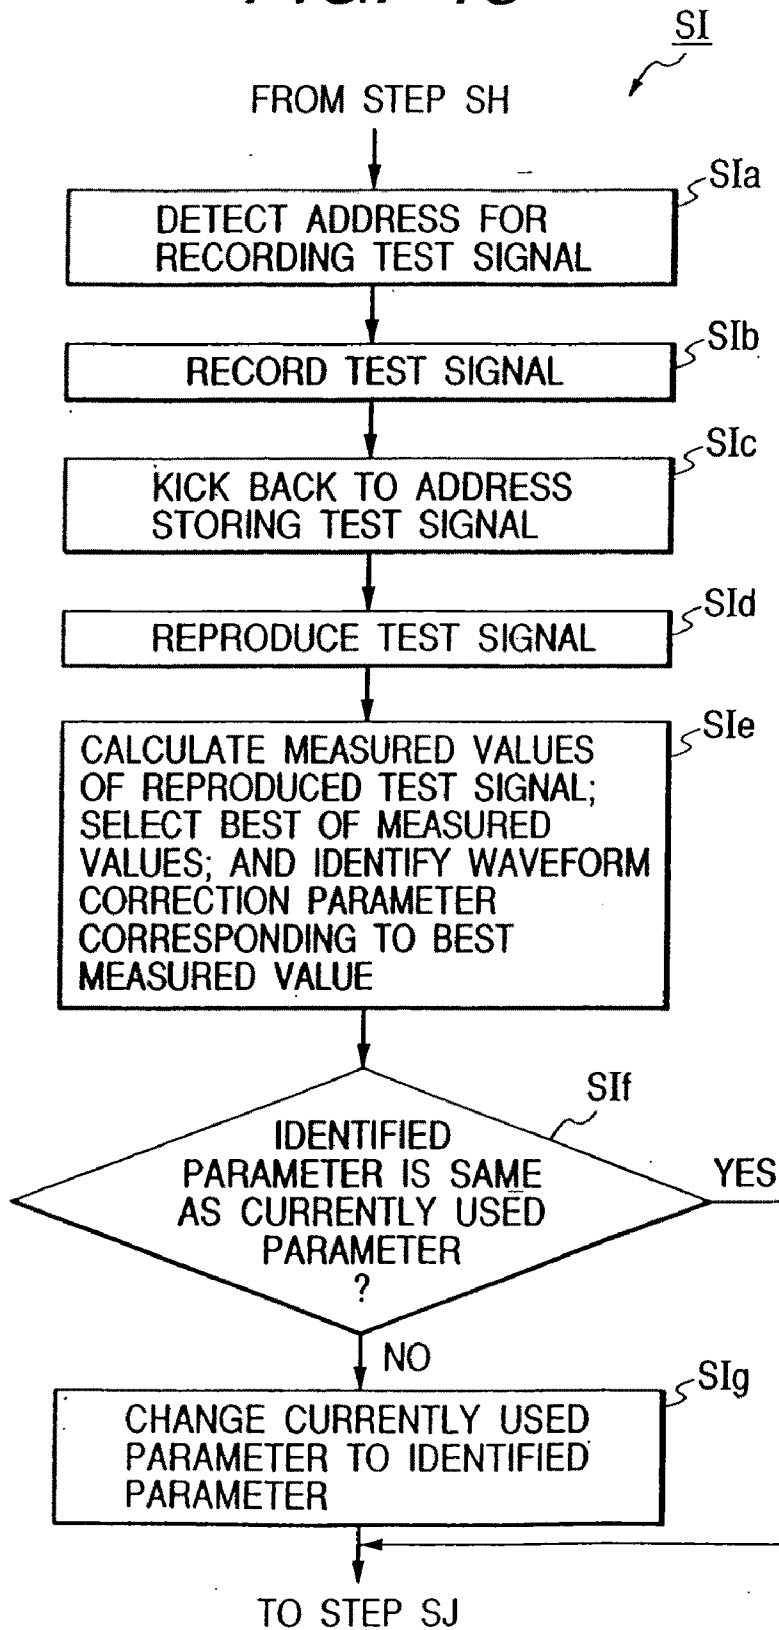 SI
FROM STEP SH
SIa
DETECT ADDRESS FOR
RECORDING TEST SIGNAL
SIb
RECORD TEST SIGNAL
SIc
KICK BACK TO ADDRESS
STORING TEST SIGNAL
SId
REPRODUCE TEST SIGNAL
SIe
CALCULATE MEASURED VALUES
OF REPRODUCED TEST SIGNAL;
SELECT BEST OF MEASURED
VALUES; AND IDENTIFY WAVEFORM
CORRECTION PARAMETER
CORRESPONDING TO BEST
MEASURED VALUE
SIf
IDENTIFIED
PARAMETER IS SAME
AS CURRENTLY USED
PARAMETER
?
YES
NO
SIg
CHANGE CURRENTLY USED
PARAMETER TO IDENTIFIED
PARAMETER
TO STEP SJ